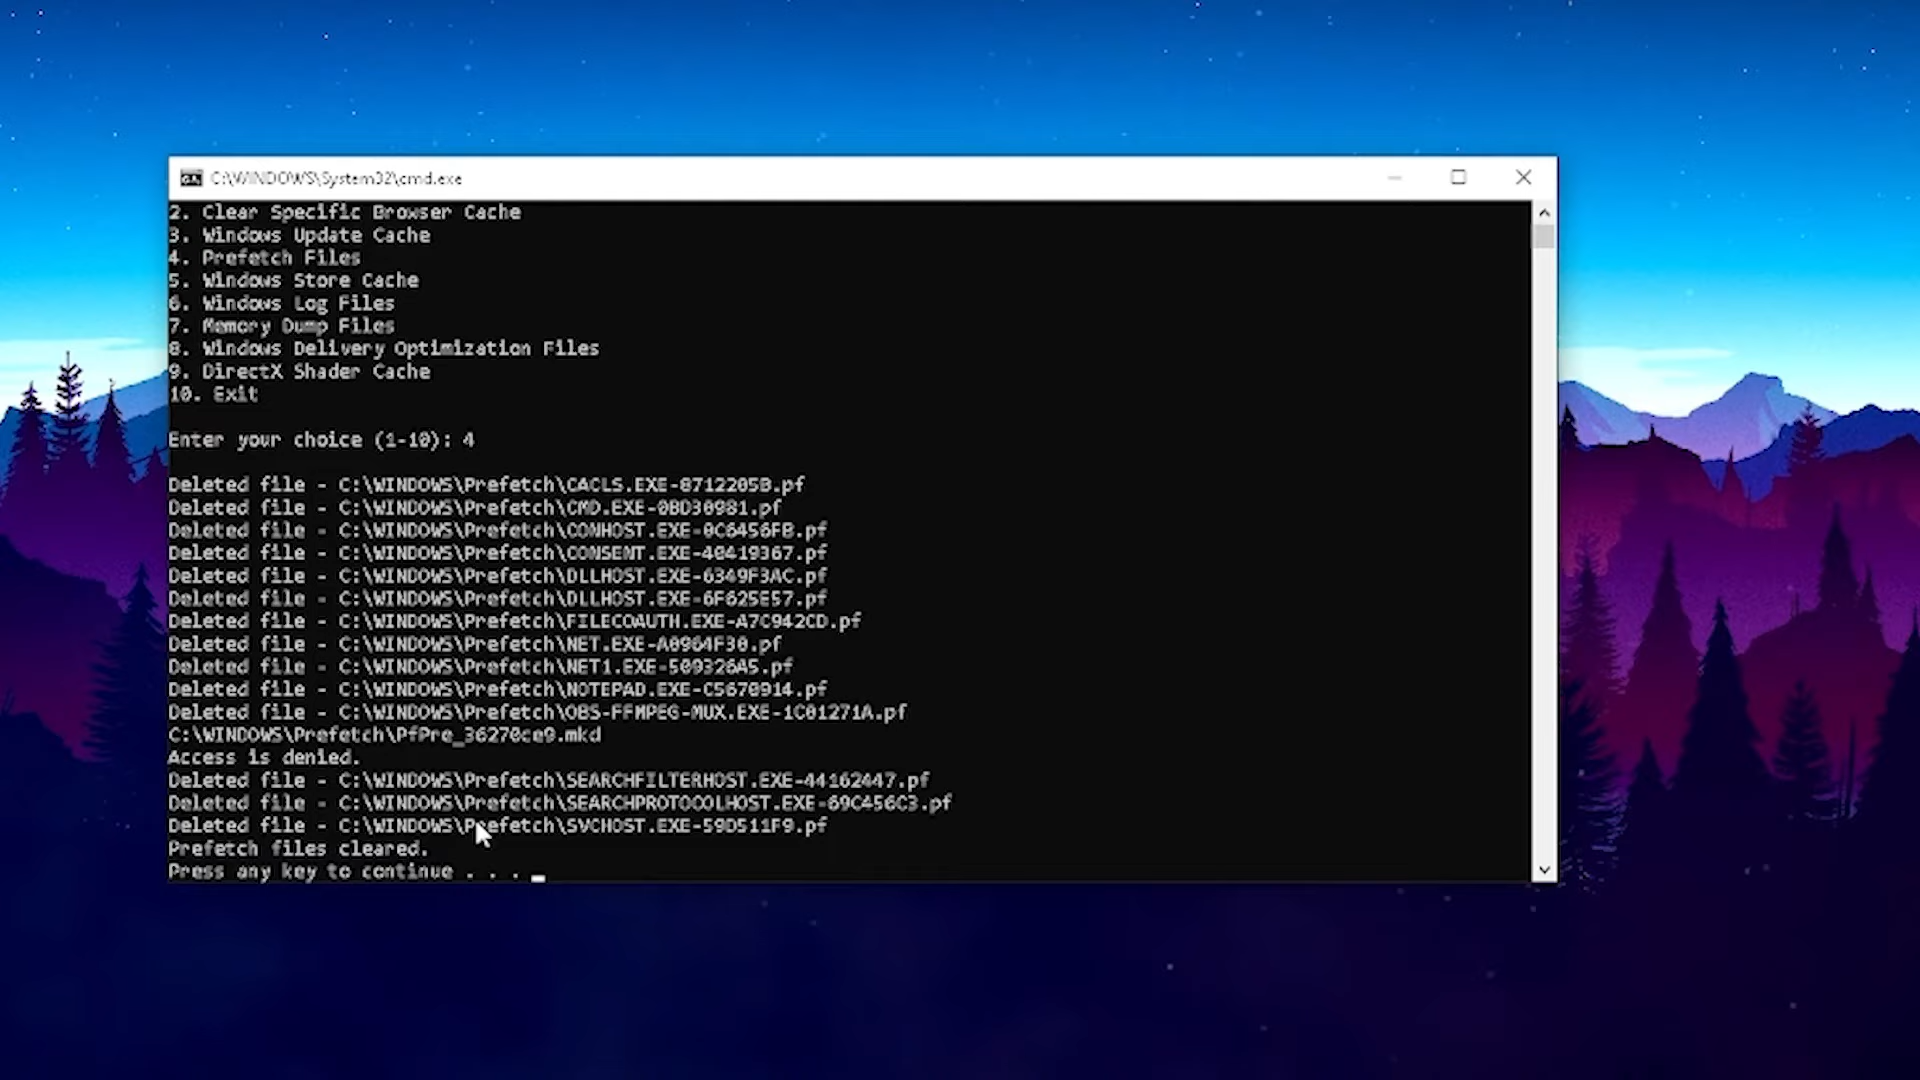 C:\WINDOWS\System32\cmd.exe
2. Clear Specific Browser Cache
3. Windows Update Cache
4. Prefetch Files
5. Windows Store Cache
6. Windows Log Files
7. Memory Dump Files
8. Windows Delivery Optimization Files
9. DirectX Shader Cache
10. Exit
Enter your choice (1-10): 4
Deleted file - C:\WINDOWS\Prefetch\CACLS.EXE-8712205B.pf
Deleted file - C:\WINDOWS\Prefetch\CMD.EXE-0BD30981.pf
Deleted file - C:\WINDOWS\Prefetch\CONHOST.EXE-0C6456FB.pf
Deleted file - C:\WINDOWS\Prefetch\CONSENT.EXE-40419367.pf
Deleted file - C:\WINDOWS\Prefetch\DLLHOST.EXE-6349F3AC.pf
Deleted file - C:\WINDOWS\Prefetch\DLLHOST.EXE-6F625E57.pf
Deleted file - C:\WINDOWS\Prefetch\FILECOAUTH.EXE-A7C942CD.pf
Deleted file - C:\WINDOWS\Prefetch\NET.EXE-A0964F30.pf
Deleted file - C:\WINDOWS\Prefetch\NET1.EXE-509326A5.pf
Deleted file - C:\WINDOWS\Prefetch\NOTEPAD.EXE-C5670914.pf
Deleted file - C:\WINDOWS\Prefetch\OBS-FFMPEG-MUX.EXE-1C01271A.pf
C:\WINDOWS\Prefetch\PfPre_36270ce9.mkd
Access is denied.
Deleted file - C:\WINDOWS\Prefetch\SEARCHFILTERHOST.EXE-44162447.pf
Deleted file - C:\WINDOWS\Prefetch\SEARCHPROTOCOLHOST.EXE-69C456C3.pf
Deleted file - C:\WINDOWS\Prefetch\SVCHOST.EXE-59D511F9.pf
Prefetch files cleared.
Press any key to continue . . .